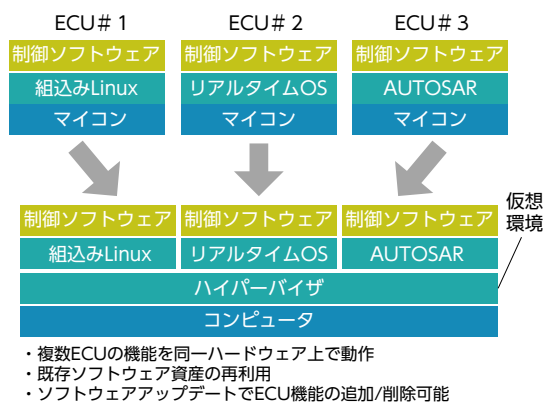 ECU＃1 ECU＃2 ECU＃3
制御ソフトウェア 制御ソフトウェア 制御ソフトウェア
組込みLinux リアルタイムOS AUTOSAR
マイコン マイコン マイコン
仮想
環境
制御ソフトウェア 制御ソフトウェア 制御ソフトウェア
組込みLinux リアルタイムOS AUTOSAR
ハイパーバイザ
コンピュータ
・複数ECUの機能を同一ハードウェア上で動作
・既存ソフトウェア資産の再利用
・ソフトウェアアップデートでECU機能の追加/削除可能